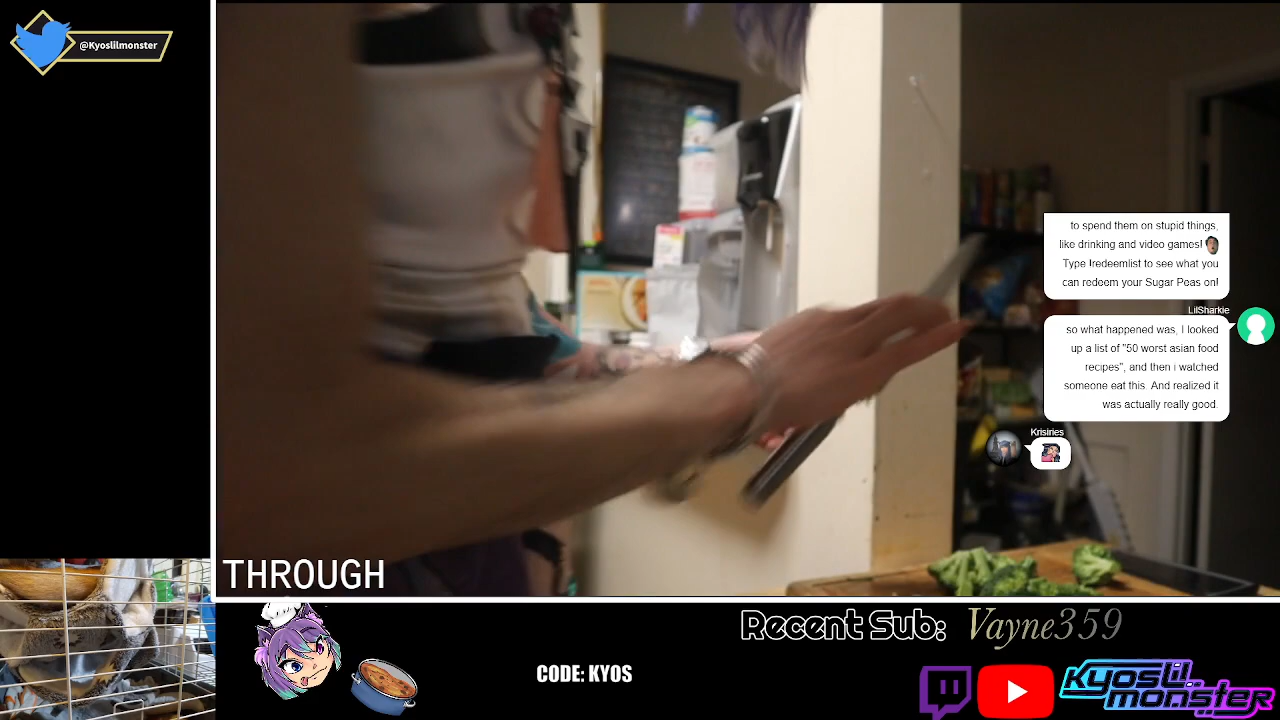 @Kyoslilmonster
to spend them on stupid things,
like drinking and video games!
Type !redeemlist to see what you
can redeem your Sugar Peas on!
LilSharkie
so what happened was, I looked
up a list of "50 worst asian food
recipes", and then i watched
someone eat this. And realized it
was actually really good.
Krisiries
THROUGH
Recent Sub: Vayne359
CODE: KYOS
Kyoslil
monster